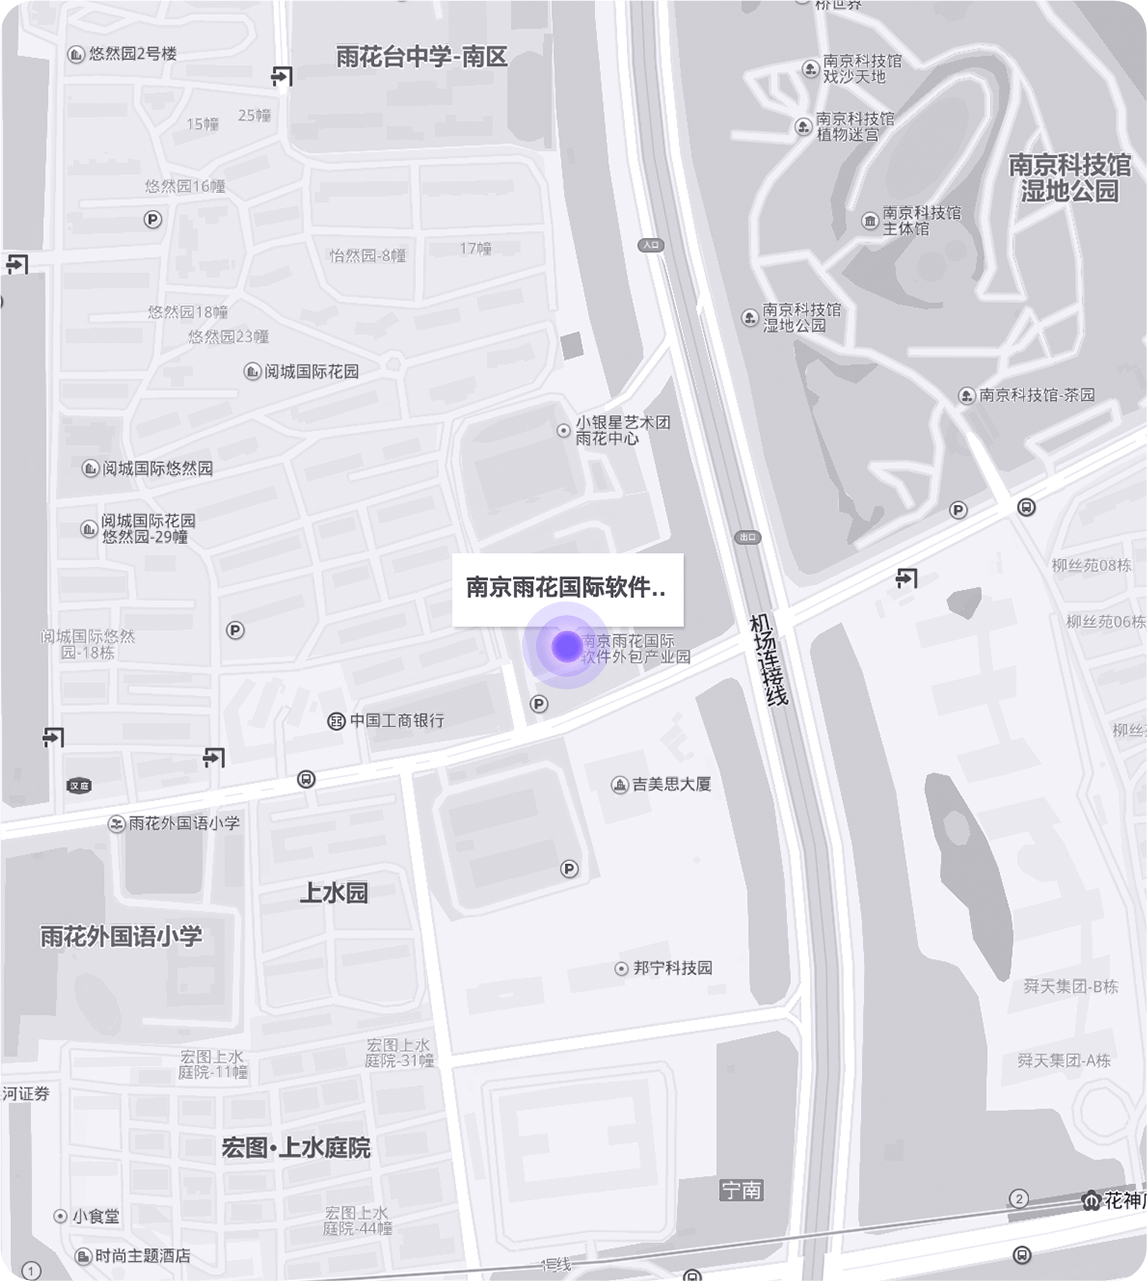 桥世界
悠然园2号楼
雨花台中学-南区
南京科技馆
戏沙天地
15幢
25幢
南京科技馆
植物迷宫
南京科技馆
湿地公园
悠然园16幢
P
南京科技馆
主体馆
入口
怡然园-8幢
17幢
悠然园18幢
悠然园23幢
南京科技馆
湿地公园
阅城国际花园
南京科技馆-茶园
小银星艺术团
雨花中心
阅城国际悠然园
阅城国际花园
悠然园-29幢
P
出口
柳丝苑08栋
南京雨花国际软件..
柳丝苑06栋
阅城国际悠然
园-18栋
P
南京雨花国际
软件外包产业园
机场连接线
P
中国工商银行
柳丝
汉庭
吉美思大厦
雨花外国语小学
P
上水园
雨花外国语小学
邦宁科技园
舜天集团-B栋
宏图上水
庭院-11幢
宏图上水
庭院-31幢
舜天集团-A栋
河证券
宏图·上水庭院
宁南
2
花神
小食堂
宏图上水
庭院-44幢
时尚主题酒店
1号线
1